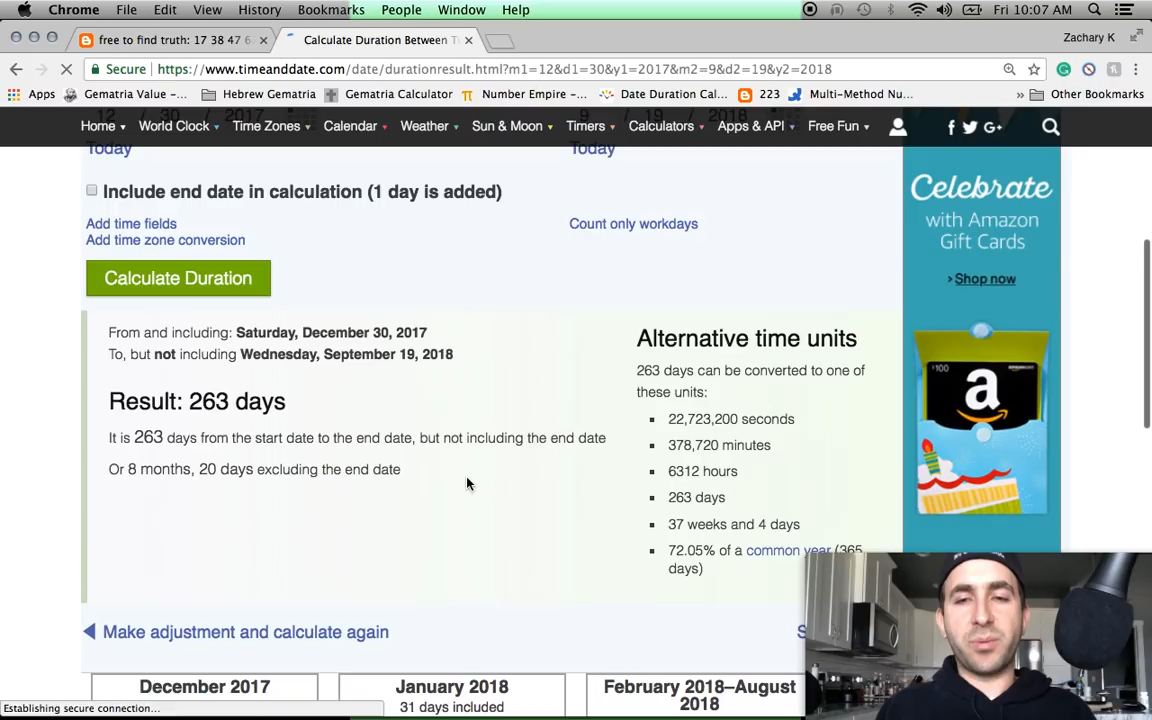 Chrome File Edit View History Bookmarks People Window Help Fri 10:07 AM
free to find truth: 17 38 47 6 Calculate Duration Between Zachary K
Secure https://www.timeanddate.com/date/durationresult.html?m1=12&d1=30&y1=2017&m2=9&d2=19&y2=2018
Apps Gematria Value -... Hebrew Gematria Gematria Calculator Number Empire -... Date Duration Cal... 223 Multi-Method Nu... » Other Bookmarks
12 / 30 / 2017 9 / 19 / 2018
Home World Clock Time Zones Calendar Weather Sun & Moon Timers Calculators Apps & API Free Fun
Today Today
Include end date in calculation (1 day is added)
Add time fields Count only workdays
Add time zone conversion
Calculate Duration
From and including: Saturday, December 30, 2017
To, but not including Wednesday, September 19, 2018
Result: 263 days
It is 263 days from the start date to the end date, but not including the end date
Or 8 months, 20 days excluding the end date
Alternative time units
263 days can be converted to one of
these units:
22,723,200 seconds
378,720 minutes
6312 hours
263 days
37 weeks and 4 days
72.05% of a common year (365
days)
Celebrate
with Amazon
Gift Cards
›Shop now
$100
a
Make adjustment and calculate again
December 2017 January 2018 February 2018–August
2018
31 days included
Establishing secure connection...